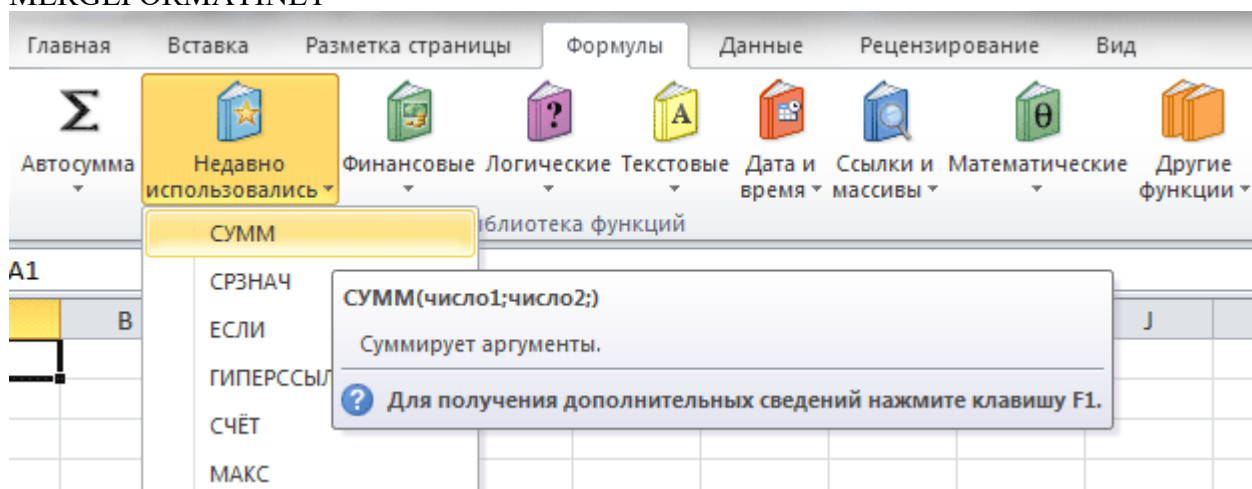 MERGEFORMATINET
Главная Вставка Разметка страницы Формулы Данные Рецензирование Вид
Σ ? A θ
Автосумма Недавно использовались Финансовые Логические Текстовые Дата и время Ссылки и массивы Математические Другие функции
иблиотека функций
СУММ
A1
СРЗНАЧ
СУММ(число1;число2;)
B J
ЕСЛИ
Суммирует аргументы.
ГИПЕРССЫЛ
? Для получения дополнительных сведений нажмите клавишу F1.
СЧЁТ
МАКС